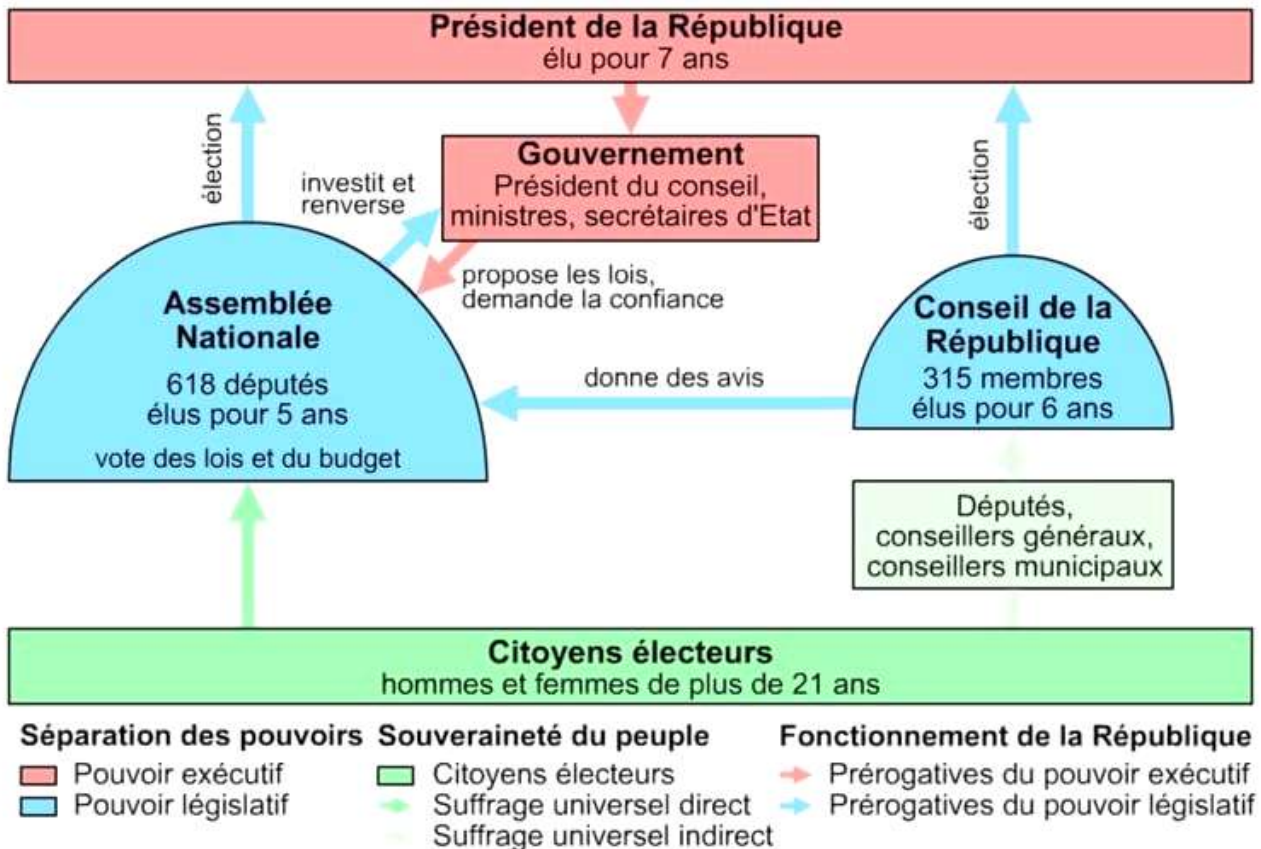 Président de la République
élu pour 7 ans
élection
investit et
renverse
Gouvernement
Président du conseil,
ministres, secrétaires d'Etat
propose les lois,
demande la confiance
élection
Assemblée
Nationale
618 députés
élus pour 5 ans
vote des lois et du budget
donne des avis
Conseil de la
République
315 membres
élus pour 6 ans
Députés,
conseillers généraux,
conseillers municipaux
Citoyens électeurs
hommes et femmes de plus de 21 ans
Séparation des pouvoirs
Pouvoir exécutif
Pouvoir législatif
Souveraineté du peuple
Citoyens électeurs
Suffrage universel direct
Suffrage universel indirect
Fonctionnement de la République
Prérogatives du pouvoir exécutif
Prérogatives du pouvoir législatif